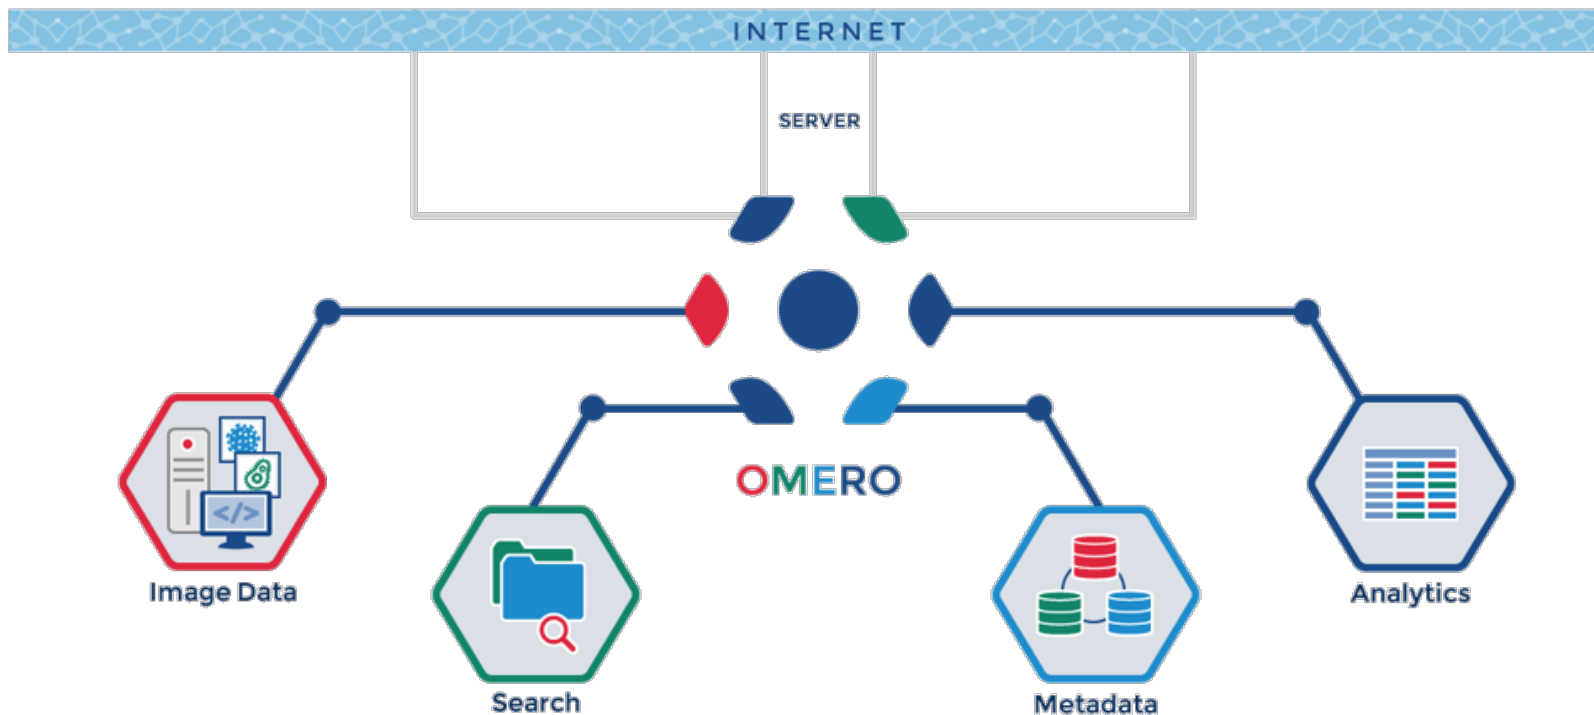 INTERNET
SERVER
OMERO
</>
Image Data
Analytics
Search
Metadata